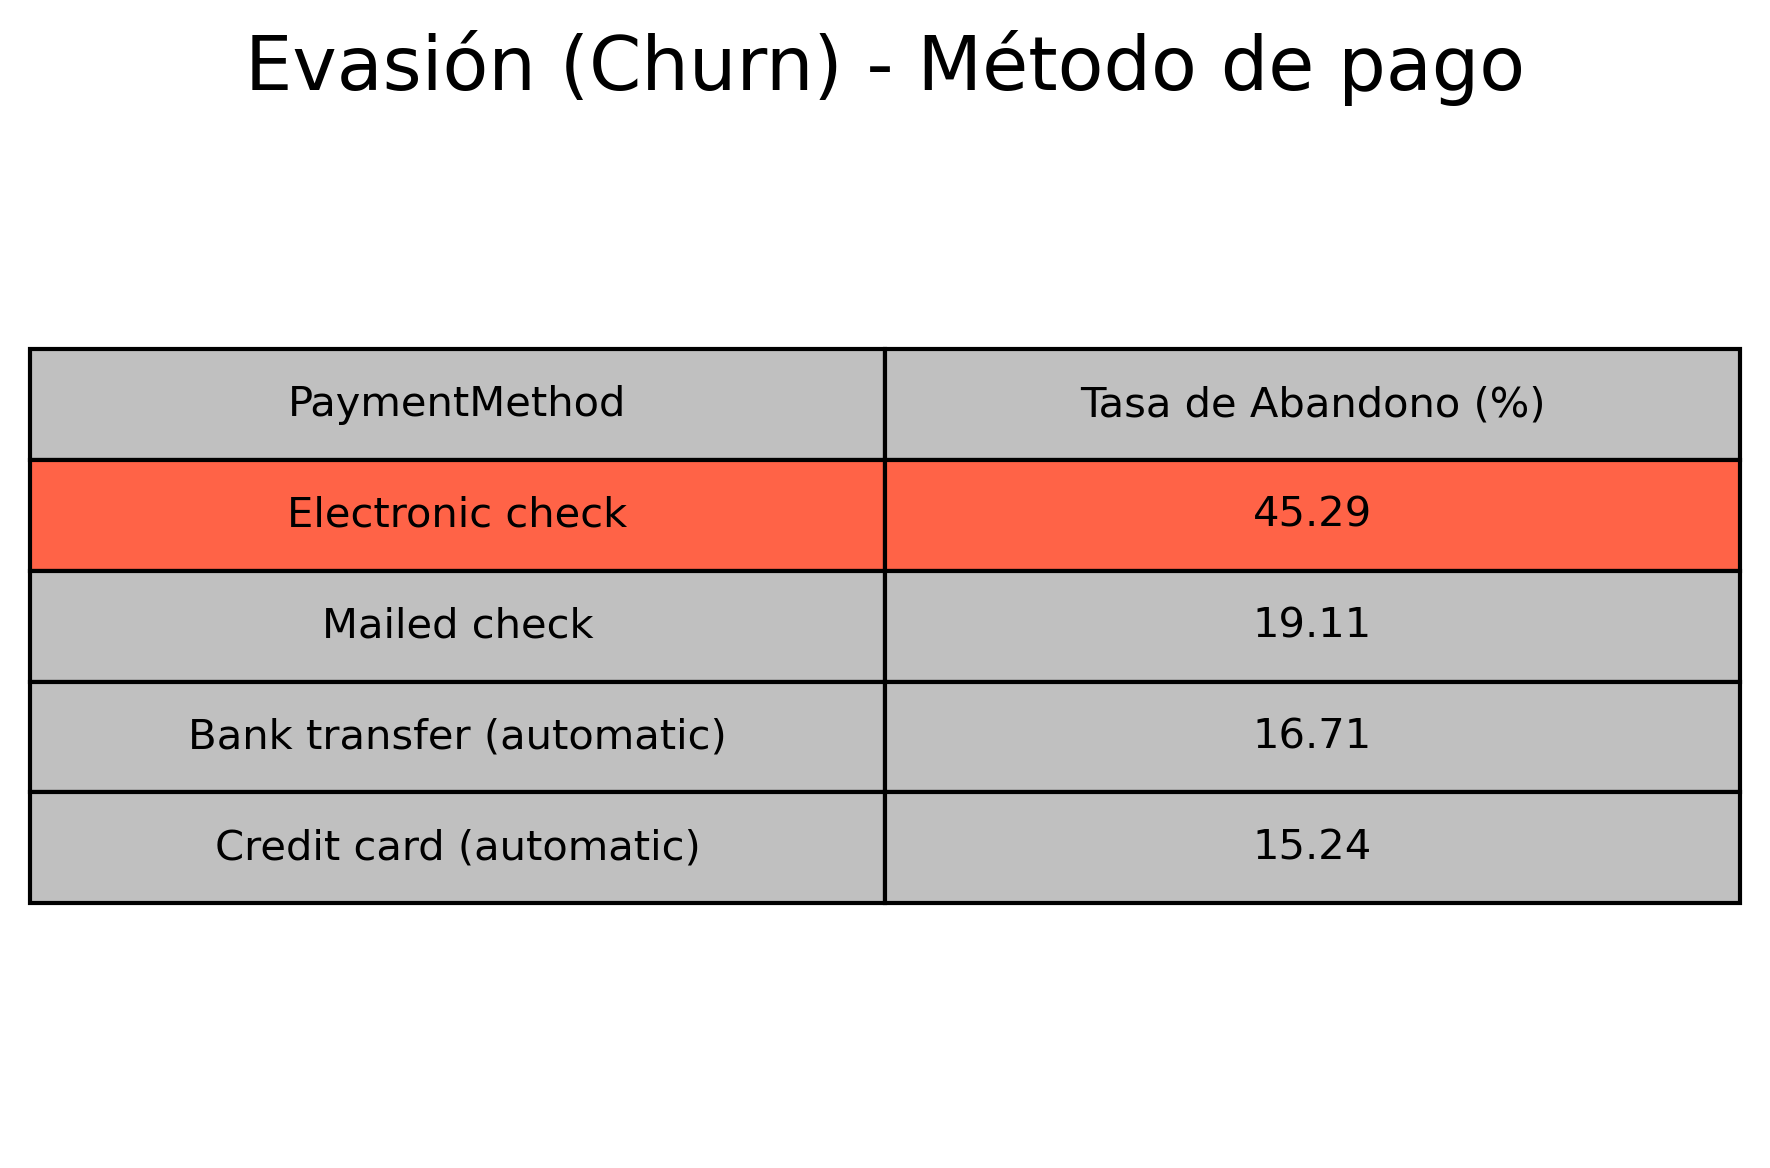 Evasión (Churn) - Método de pago
PaymentMethod Tasa de Abandono (%)
Electronic check 45.29
Mailed check 19.11
Bank transfer (automatic) 16.71
Credit card (automatic) 15.24